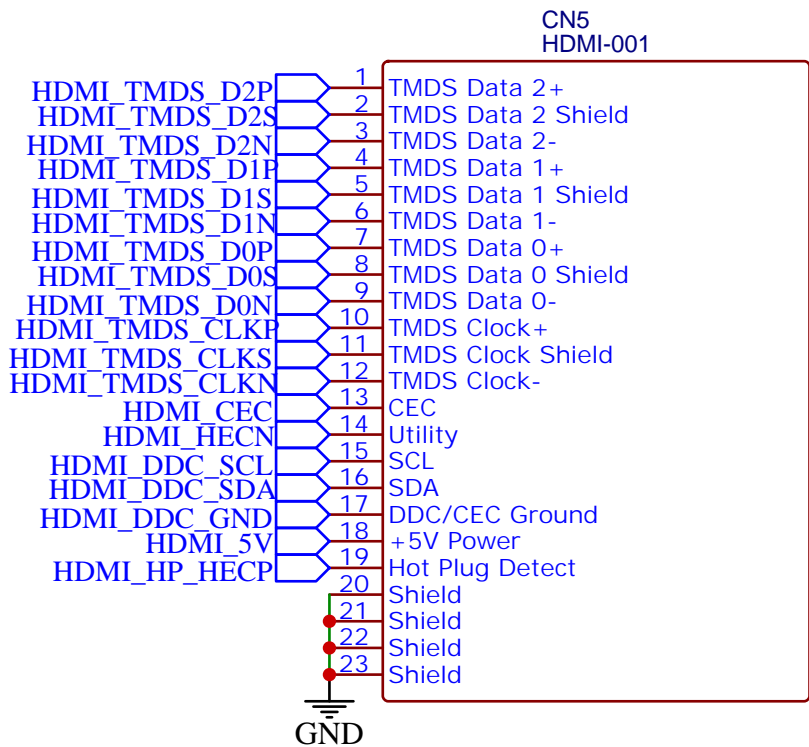 CN5
HDMI-001
HDMI_TMDS_D2P 1 TMDS Data 2+
HDMI_TMDS_D2S 2 TMDS Data 2 Shield
HDMI_TMDS_D2N 3 TMDS Data 2-
HDMI_TMDS_D1P 4 TMDS Data 1+
HDMI_TMDS_D1S 5 TMDS Data 1 Shield
HDMI_TMDS_D1N 6 TMDS Data 1-
HDMI_TMDS_D0P 7 TMDS Data 0+
HDMI_TMDS_D0S 8 TMDS Data 0 Shield
HDMI_TMDS_D0N 9 TMDS Data 0-
HDMI_TMDS_CLKP 10 TMDS Clock+
HDMI_TMDS_CLKS 11 TMDS Clock Shield
HDMI_TMDS_CLKN 12 TMDS Clock-
HDMI_CEC 13 CEC
HDMI_HECN 14 Utility
HDMI_DDC_SCL 15 SCL
HDMI_DDC_SDA 16 SDA
HDMI_DDC_GND 17 DDC/CEC Ground
HDMI_5V 18 +5V Power
HDMI_HP_HECP 19 Hot Plug Detect
20 Shield
21 Shield
22 Shield
23 Shield
GND